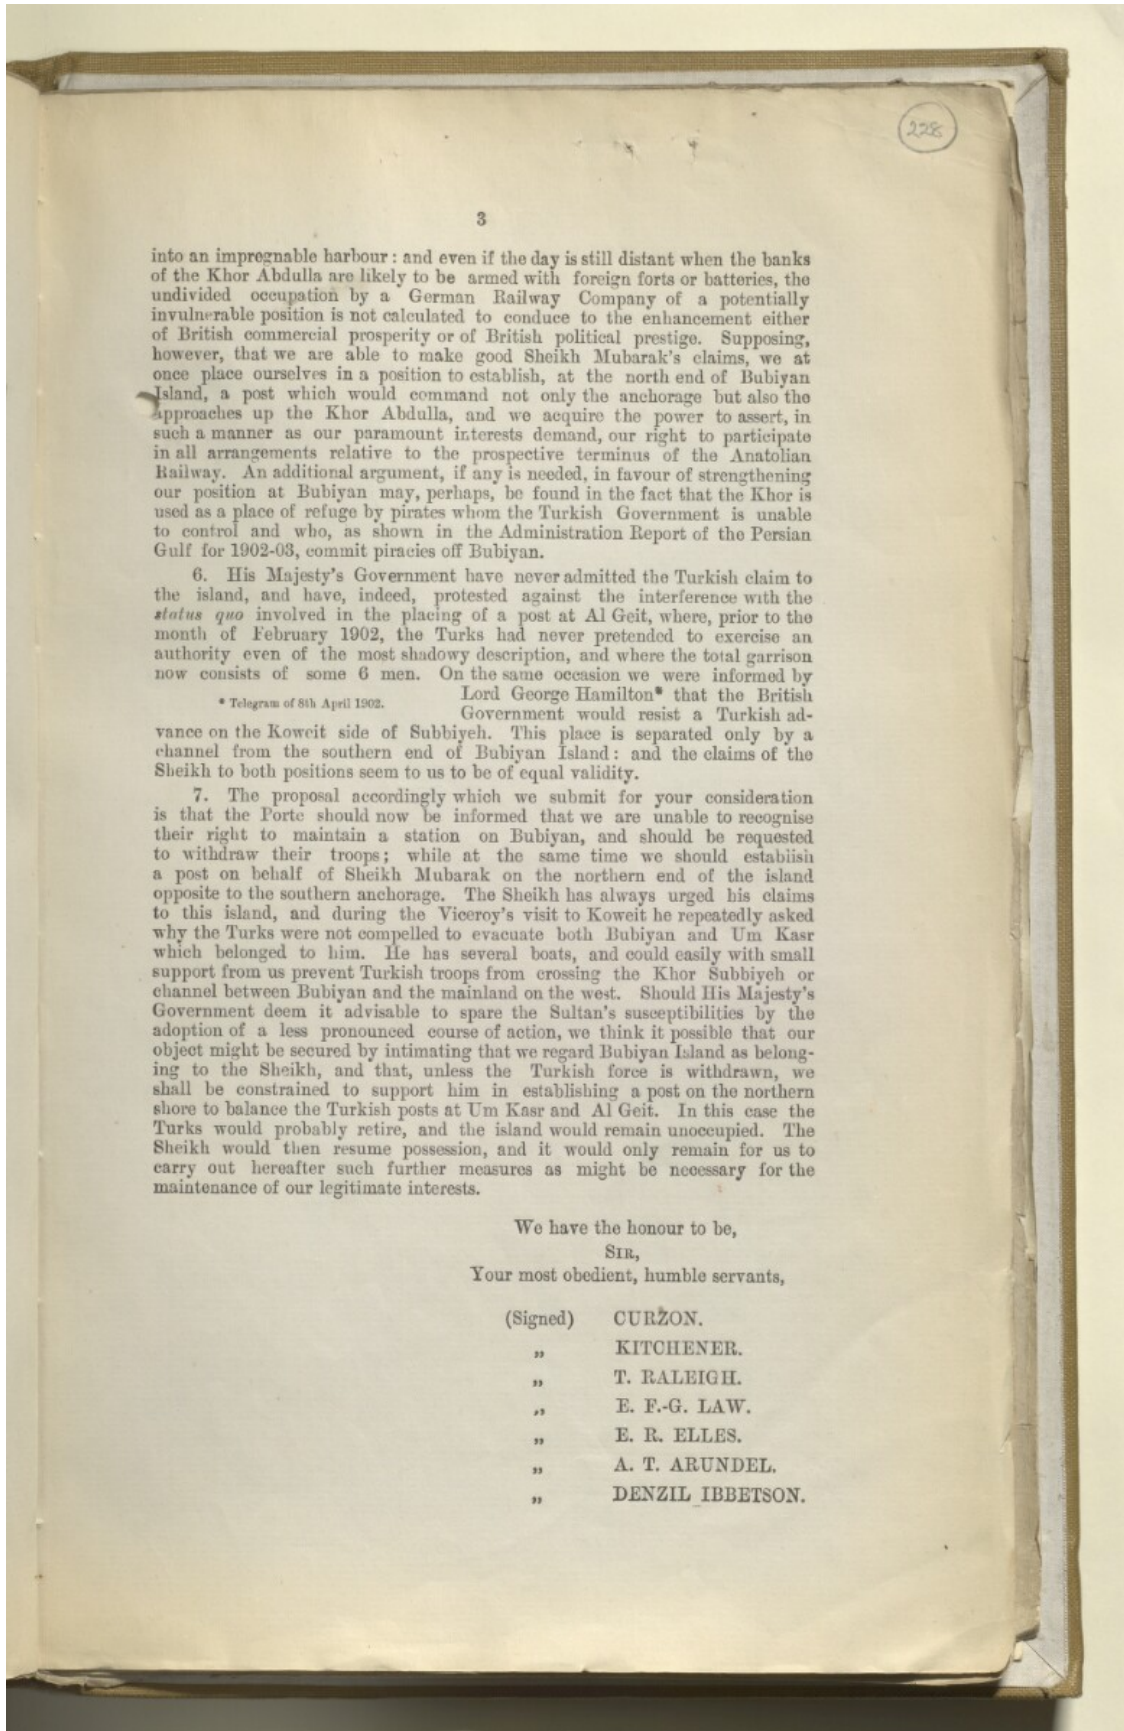 228
3
into an impregnable harbour : and even if the day is still distant when the banks
of the Khor Abdulla are likely to be armed with foreign forts or batteries, the
undivided occupation by a German Railway Company of a potentially
invulnerable position is not calculated to conduce to the enhancement either
of British commercial prosperity or of British political prestige. Supposing,
however, that we are able to make good Sheikh Mubarak's claims, we at
once place ourselves in a position to establish, at the north end of Bubiyan
Island, a post which would command not only the anchorage but also the
approaches up the Khor Abdulla, and we acquire the power to assert, in
such a manner as our paramount interests demand, our right to participate
in all arrangements relative to the prospective terminus of the Anatolian
Railway. An additional argument, if any is needed, in favour of strengthening
our position at Bubiyan may, perhaps, be found in the fact that the Khor is
used as a place of refuge by pirates whom the Turkish Government is unable
to control and who, as shown in the Administration Report of the Persian
Gulf for 1902-03, commit piracies off Bubiyan.
6. His Majesty's Government have never admitted the Turkish claim to
the island, and have, indeed, protested against the interference with the
status quo involved in the placing of a post at Al Geit, where, prior to the
month of February 1902, the Turks had never pretended to exercise an
authority even of the most shadowy description, and where the total garrison
now consists of some 6 men. On the same occasion we were informed by
Lord George Hamilton* that the British
* Telegram of 8th April 1902.
Government would resist a Turkish ad-
vance on the Koweit side of Subbiyeh. This place is separated only by a
channel from the southern end of Bubiyan Island : and the claims of the
Sheikh to both positions seem to us to be of equal validity.
7. The proposal accordingly which we submit for your consideration
is that the Porte should now be informed that we are unable to recognise
their right to maintain a station on Bubiyan, and should be requested
to withdraw their troops; while at the same time we should establish
a post on behalf of Sheikh Mubarak on the northern end of the island
opposite to the southern anchorage. The Sheikh has always urged his claims
to this island, and during the Viceroy's visit to Koweit he repeatedly asked
why the Turks were not compelled to evacuate both Bubiyan and Um Kasr
which belonged to him. He has several boats, and could easily with small
support from us prevent Turkish troops from crossing the Khor Subbiyeh or
channel between Bubiyan and the mainland on the west. Should His Majesty's
Government deem it advisable to spare the Sultan's susceptibilities by the
adoption of a less pronounced course of action, we think it possible that our
object might be secured by intimating that we regard Bubiyan Island as belong-
ing to the Sheikh, and that, unless the Turkish force is withdrawn, we
shall be constrained to support him in establishing a post on the northern
shore to balance the Turkish posts at Um Kasr and Al Geit. In this case the
Turks would probably retire, and the island would remain unoccupied. The
Sheikh would then resume possession, and it would only remain for us to
carry out hereafter such further measures as might be necessary for the
maintenance of our legitimate interests.
We have the honour to be,
SIR,
Your most obedient, humble servants,
(Signed) CURZON.
„ KITCHENER.
„ T. RALEIGH.
„ E. F.-G. LAW.
„ E. R. ELLES.
„ A. T. ARUNDEL.
„ DENZIL IBBETSON.